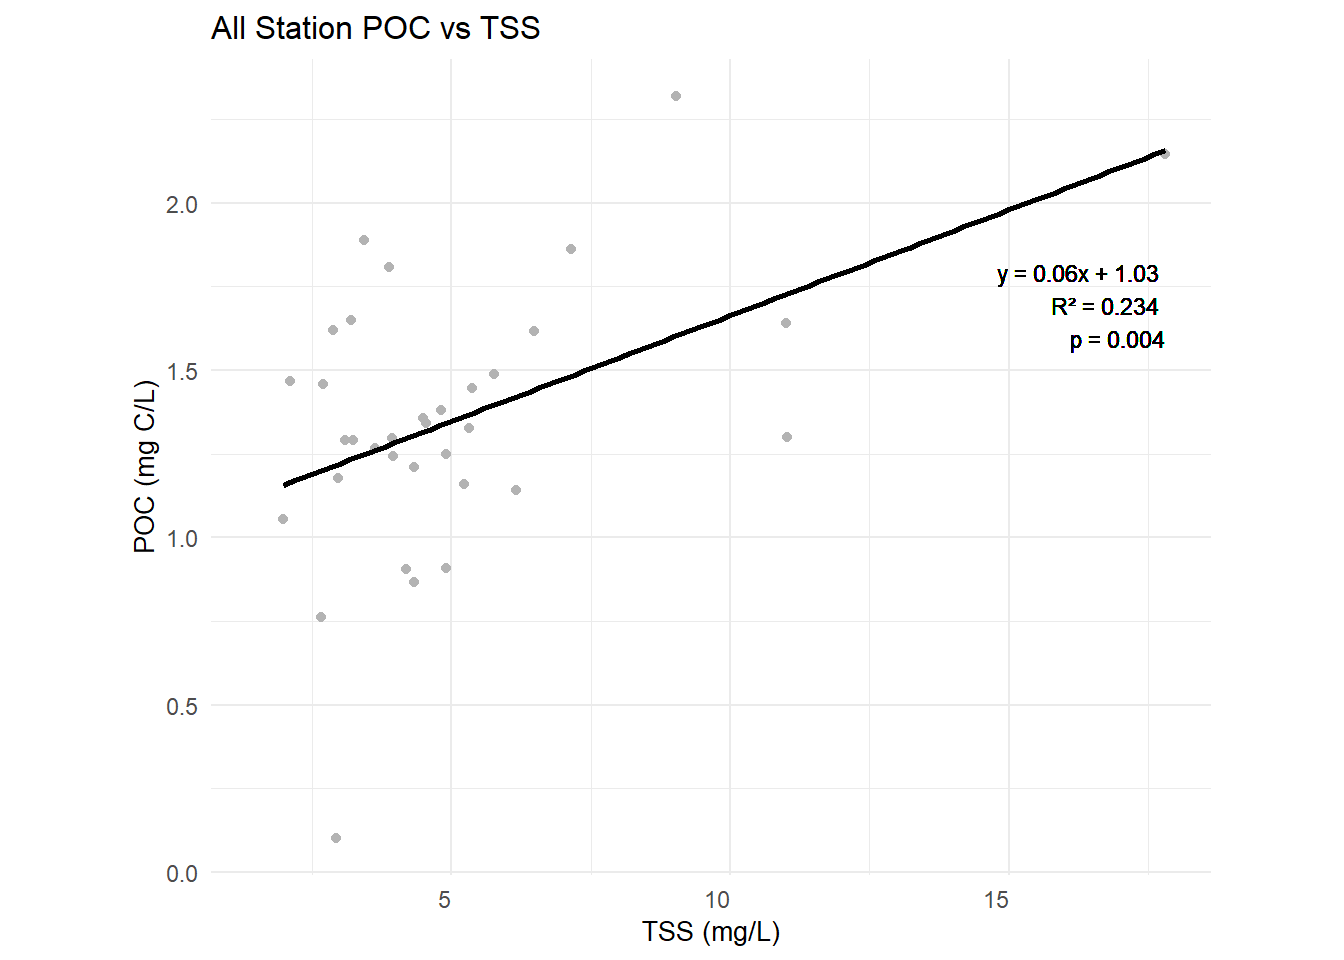 All Station POC vs TSS
POC (mg C/L)
2.0
1.5
1.0
0.5
0.0
y = 0.06x + 1.03
R² = 0.234
p = 0.004
5
10
15
TSS (mg/L)